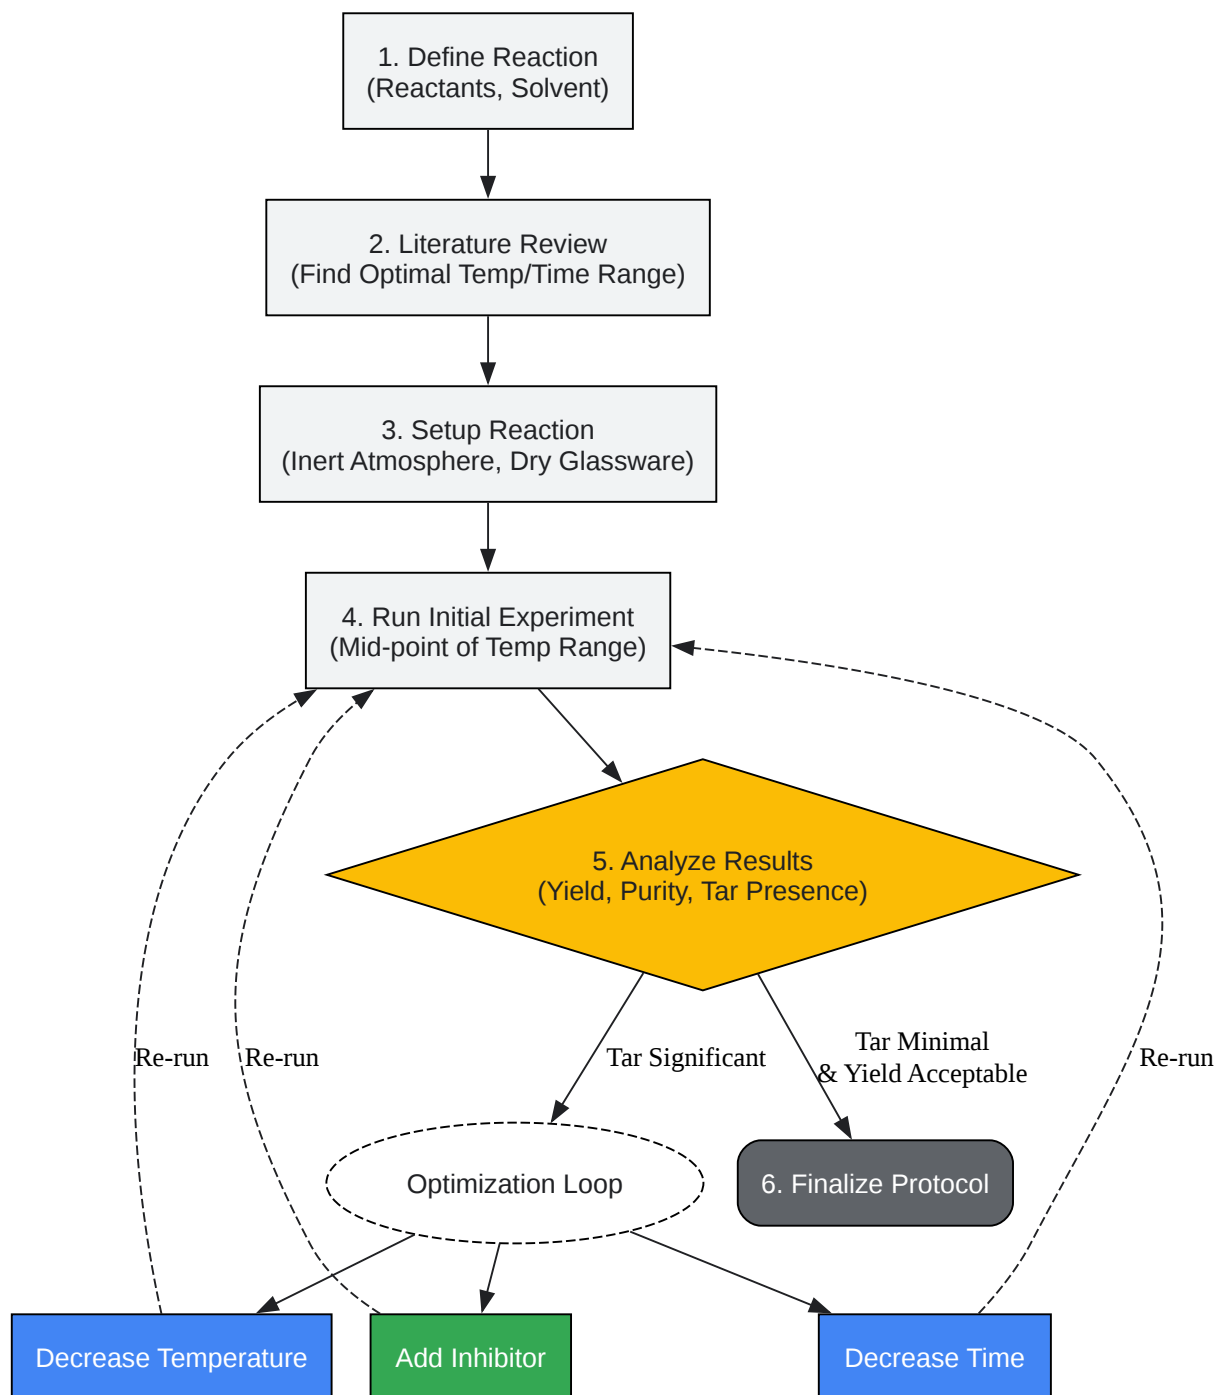 1. Define Reaction
(Reactants, Solvent)
2. Literature Review
(Find Optimal Temp/Time Range)
3. Setup Reaction
(Inert Atmosphere, Dry Glassware)
4. Run Initial Experiment
(Mid-point of Temp Range)
5. Analyze Results
(Yield, Purity, Tar Presence)
Re-run
Re-run
Tar Significant
Tar Minimal
& Yield Acceptable
Re-run
Optimization Loop
6. Finalize Protocol
Decrease Temperature
Add Inhibitor
Decrease Time